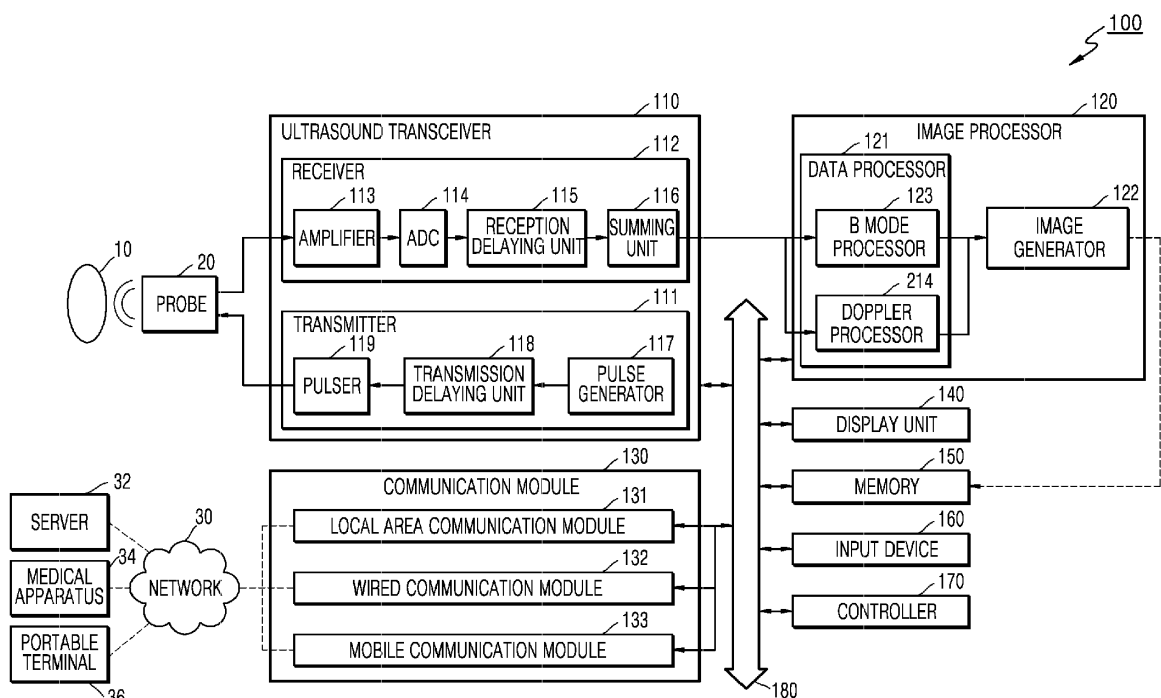 100
110
ULTRASOUND TRANSCEIVER
112
RECEIVER
113
AMPLIFIER
114
ADC
115
RECEPTION
DELAYING UNIT
116
SUMMING
UNIT
10
20
PROBE
111
TRANSMITTER
119
PULSER
118
TRANSMISSION
DELAYING UNIT
117
PULSE
GENERATOR
120
IMAGE PROCESSOR
121
DATA PROCESSOR
123
B MODE
PROCESSOR
122
IMAGE
GENERATOR
214
DOPPLER
PROCESSOR
140
DISPLAY UNIT
150
MEMORY
160
INPUT DEVICE
170
CONTROLLER
130
COMMUNICATION MODULE
131
LOCAL AREA COMMUNICATION MODULE
132
WIRED COMMUNICATION MODULE
133
MOBILE COMMUNICATION MODULE
32
SERVER
30
NETWORK
34
MEDICAL
APPARATUS
PORTABLE
TERMINAL
36
180